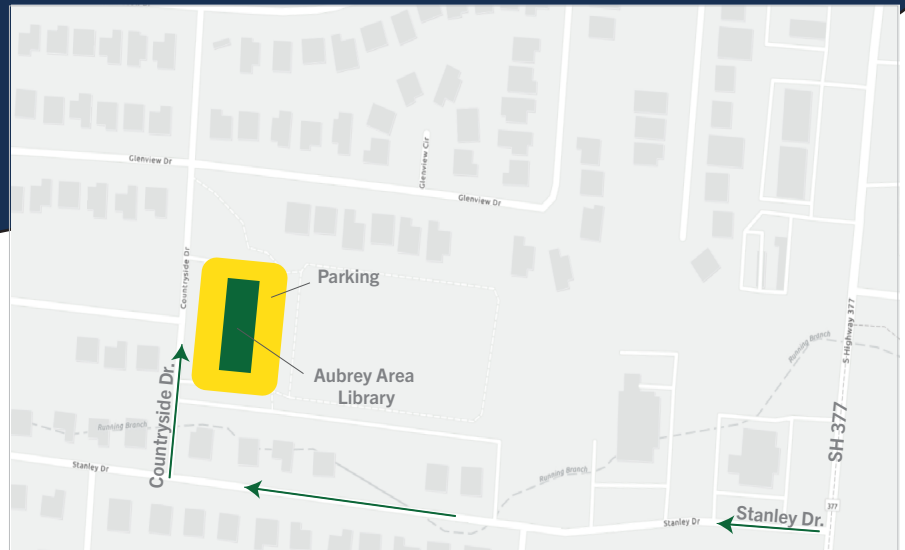 Glenview Dr
Glenview Cir
Glenview Dr
Countryside Dr
Parking
S Highway 377
Running Branch
Aubrey Area
Library
Countryside Dr.
SH 377
Running Branch
Stanley Dr
Running Branch
377
Stanley Dr
Stanley Dr.